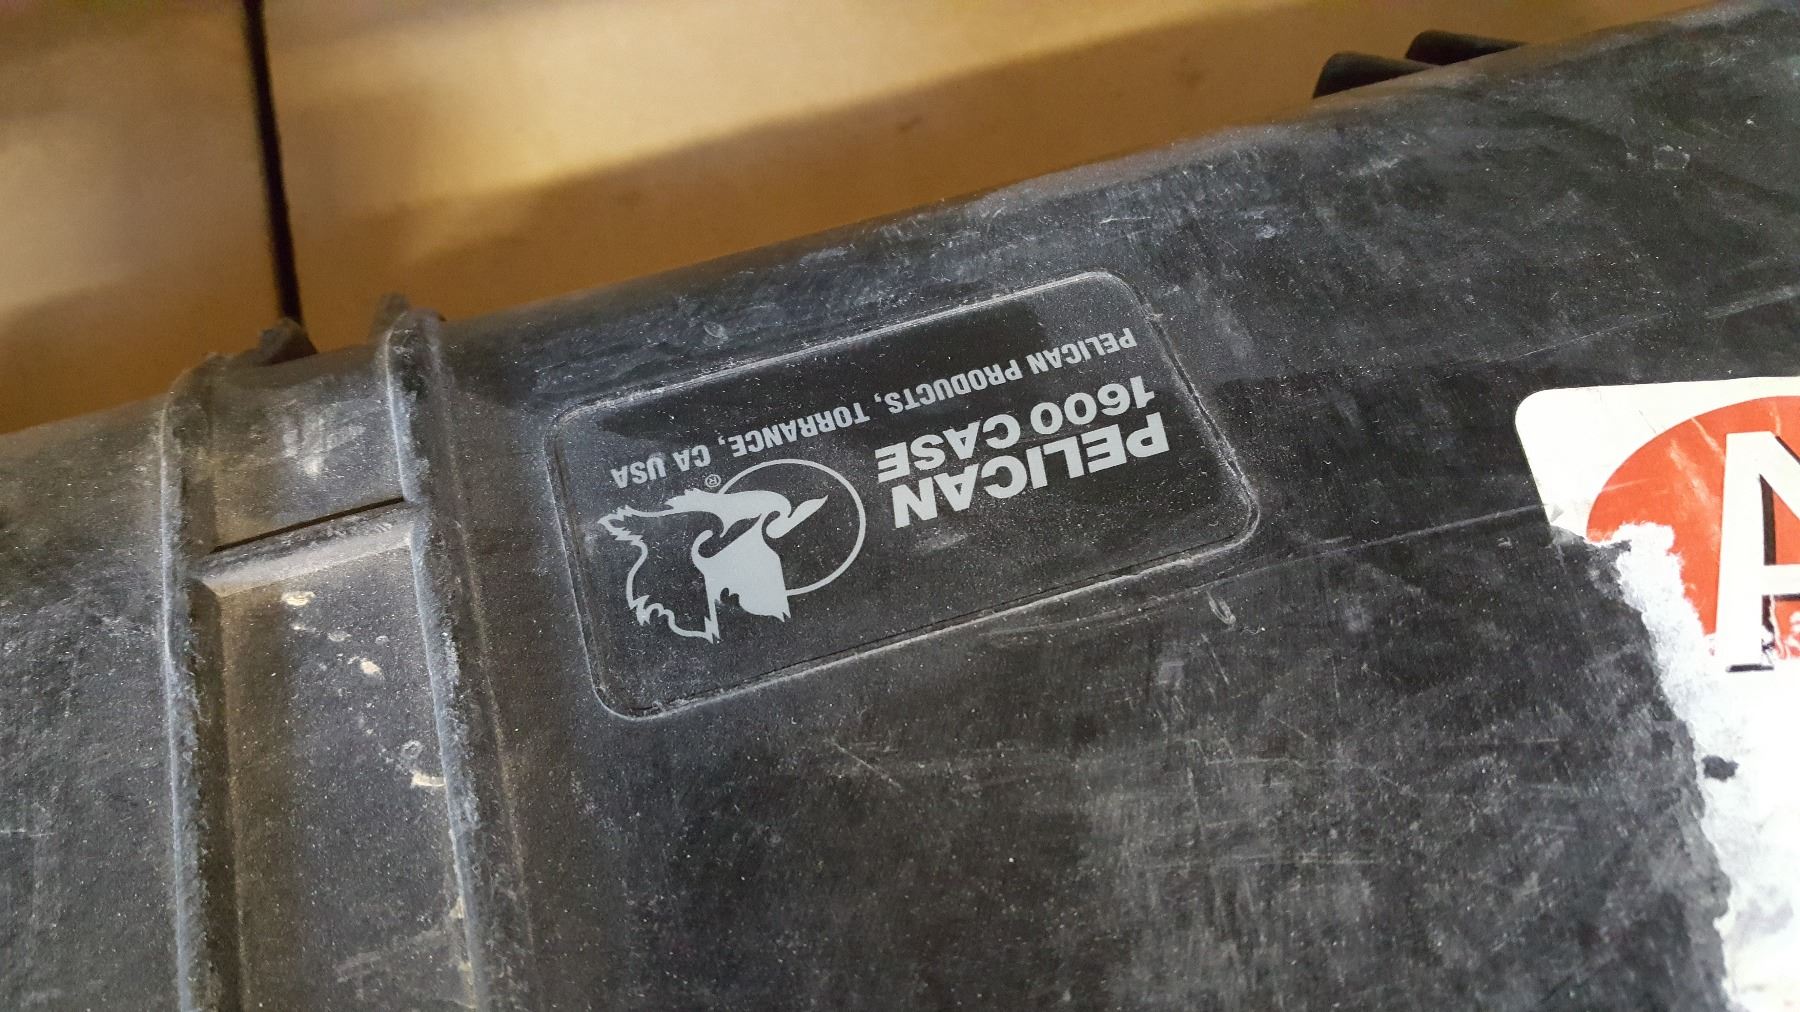 PELICAN
1600 CASE
PELICAN PRODUCTS, TORRANCE, CA USA
®
A